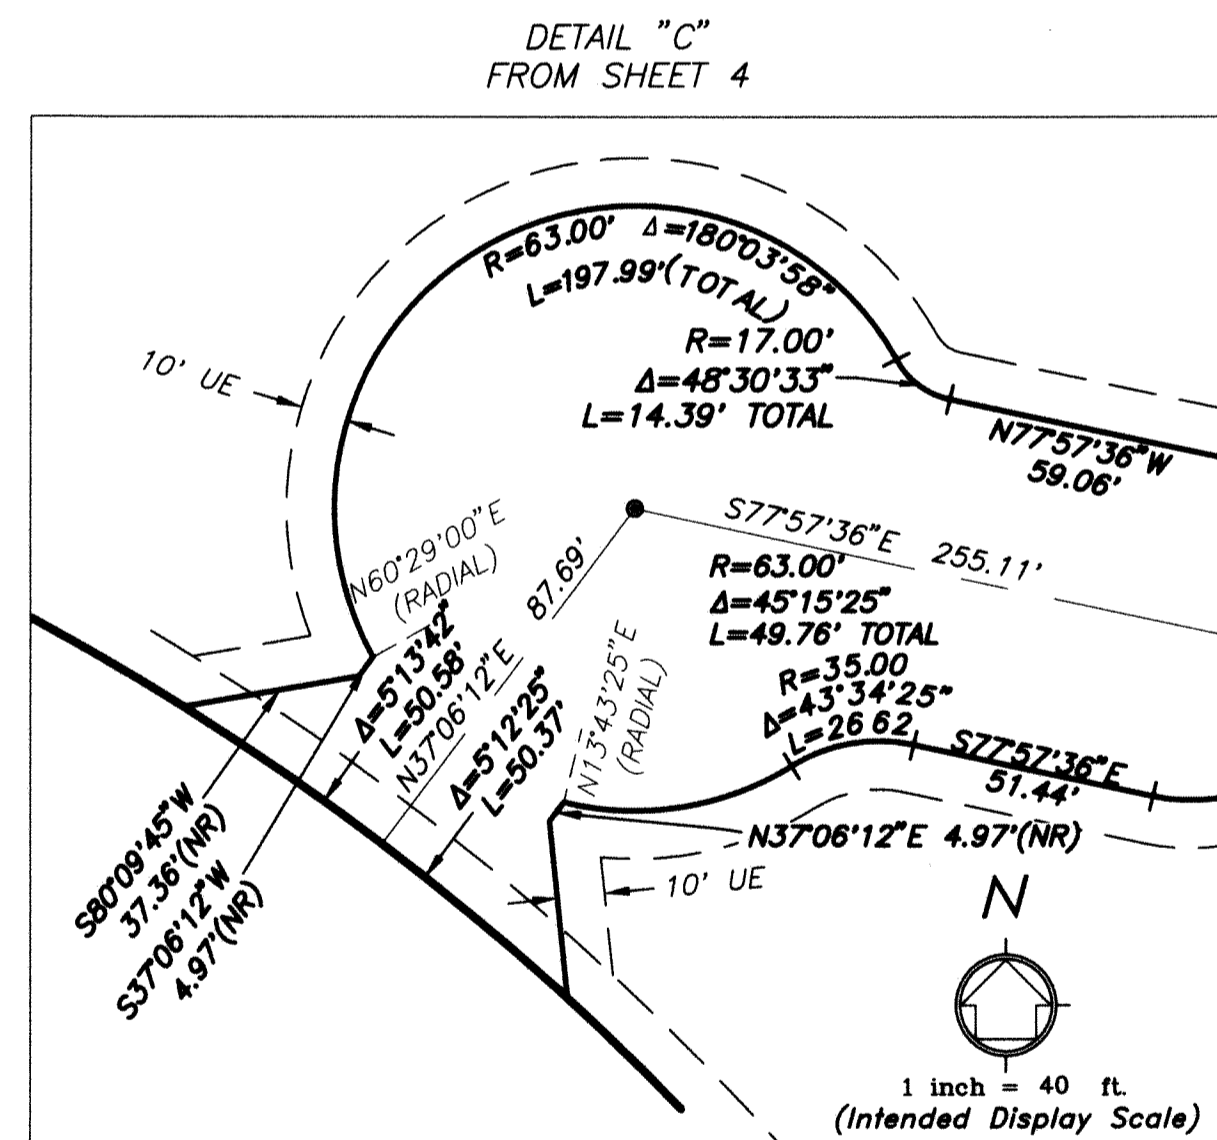 DETAIL "C"
FROM SHEET 4
R=63.00' Δ=180°03'58"
L=197.99'(TOTAL)
R=17.00'
Δ=48°30'33"
L=14.39' TOTAL
10' UE
N77°57'36"W
59.06'
S77°57'36"E 255.11'
N60°29'00"E
(RADIAL)
87.69'
N37°06'12"E
R=63.00'
Δ=45°15'25"
L=49.76' TOTAL
R=35.00
Δ=43°34'25"
L=26 62
Δ=5°13'42"
L=50.58'
Δ=5°12'25"
L=50.37'
N13°43'25"E
(RADIAL)
S77°57'36"E
51.44'
N37°06'12"E 4.97'(NR)
10' UE
S80°09'45"W
37.36'(NR)
S37°06'12"W
4.97'(NR)
N
1 inch = 40 ft.
(Intended Display Scale)